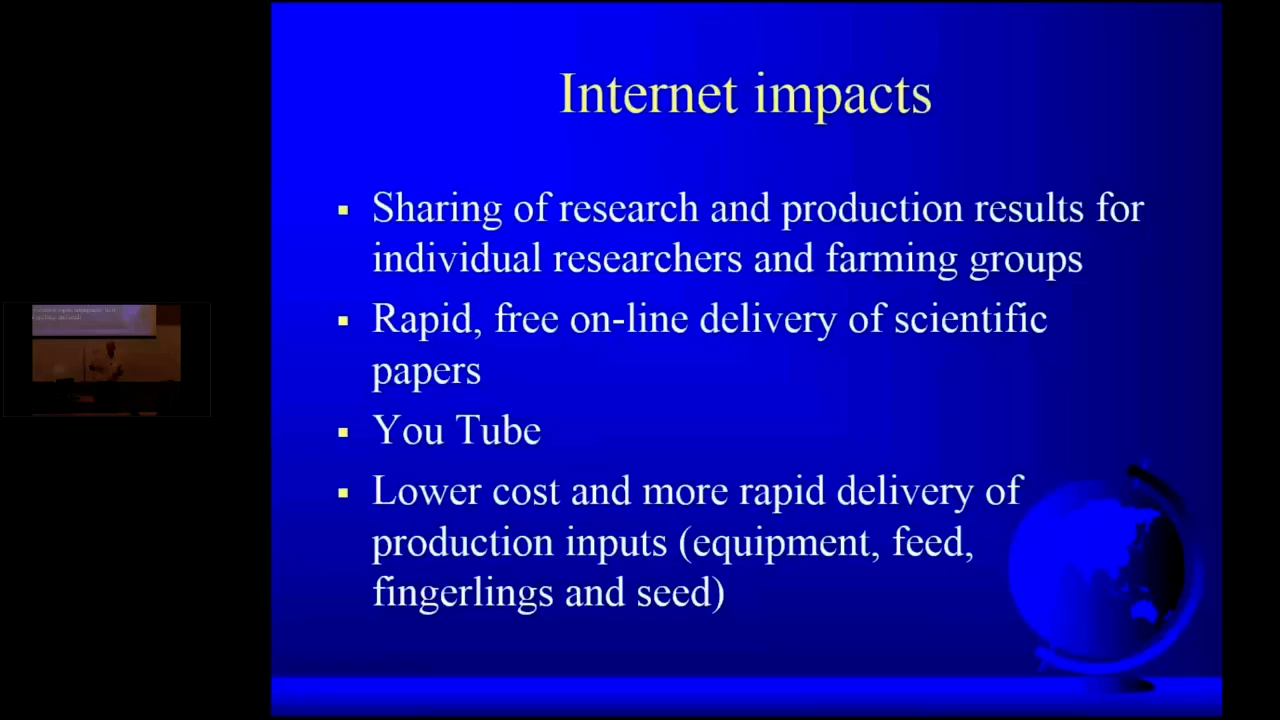 Internet impacts
Sharing of research and production results for
individual researchers and farming groups
Rapid, free on-line delivery of scientific
papers
You Tube
Lower cost and more rapid delivery of
production inputs (equipment, feed,
fingerlings and seed)